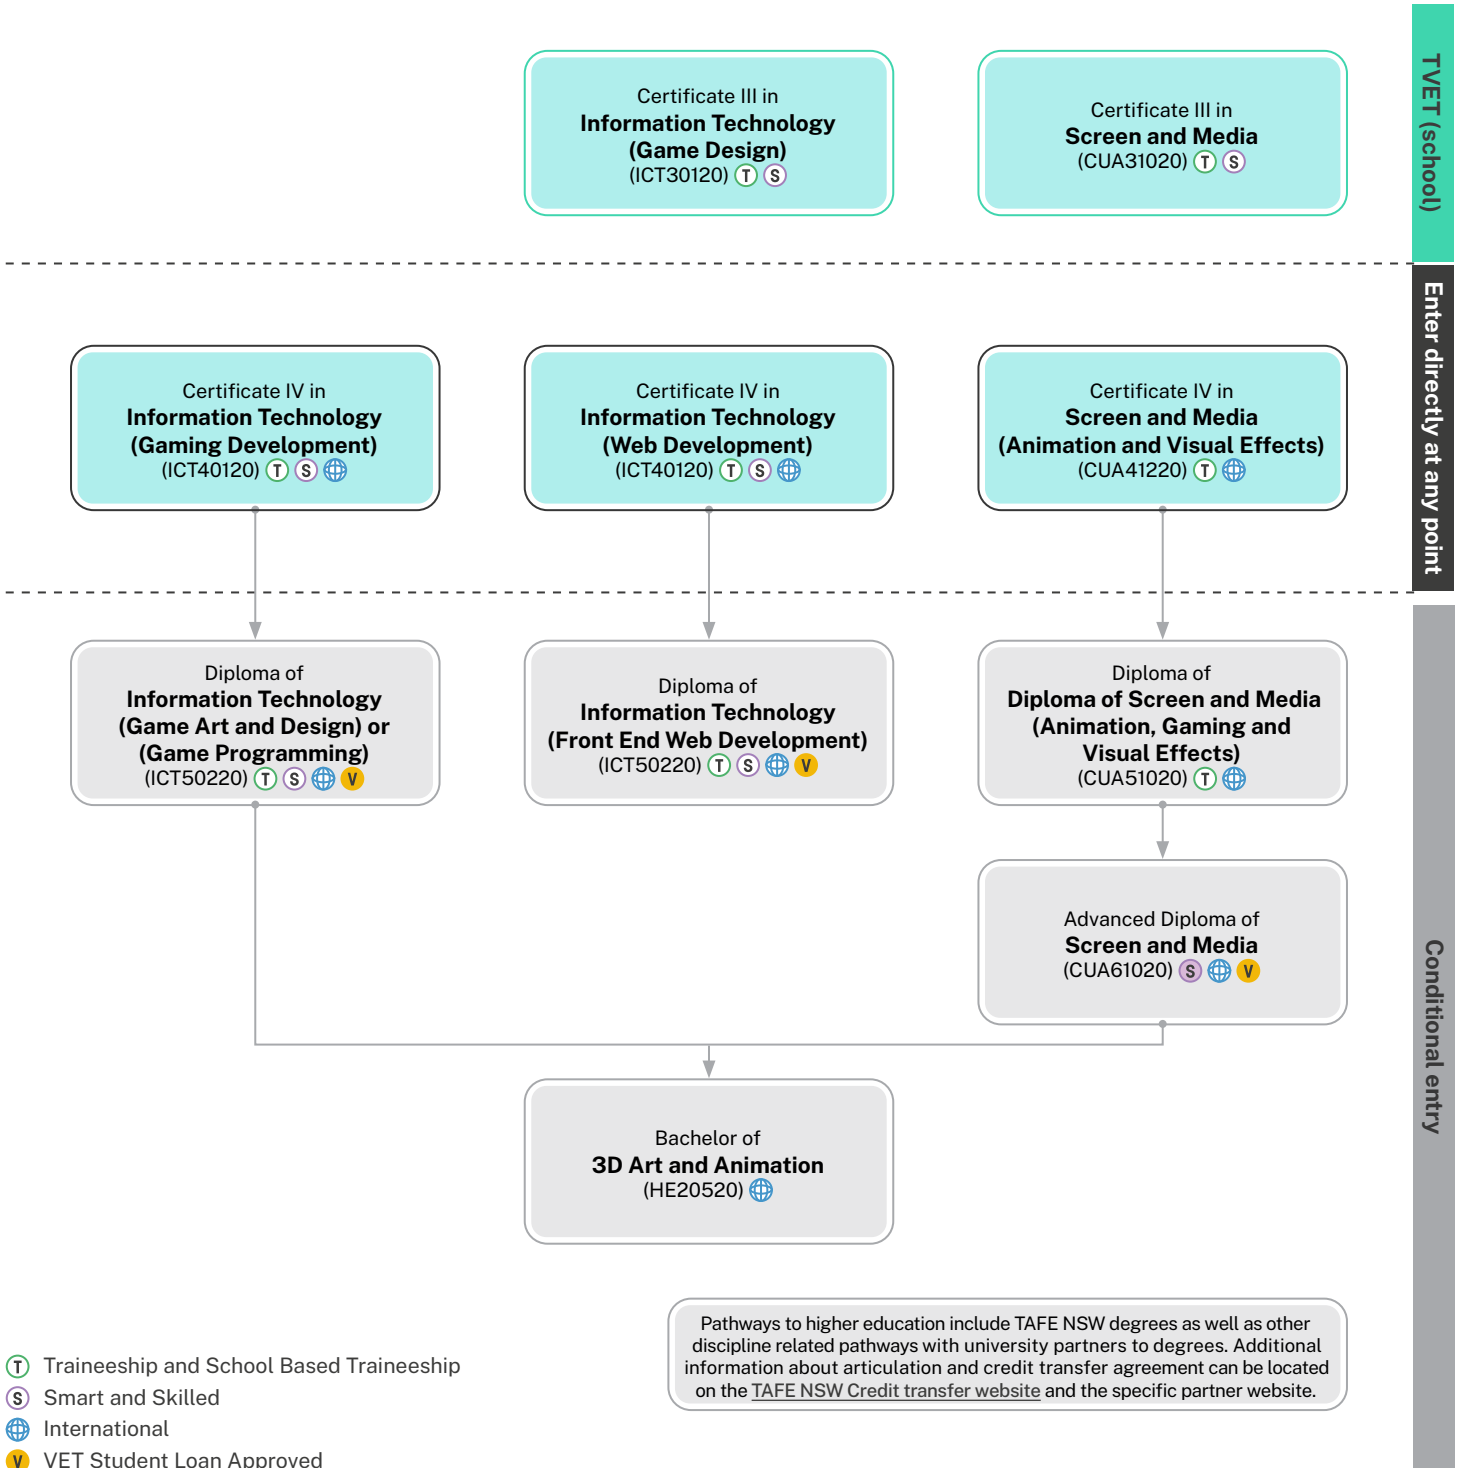 TVET (school)
Certificate III in
Information Technology
(Game Design)
(ICT30120) T S
Certificate III in
Screen and Media
(CUA31020) T S
Enter directly at any point
Certificate IV in
Information Technology
(Gaming Development)
(ICT40120) T S
Certificate IV in
Information Technology
(Web Development)
(ICT40120) T S
Certificate IV in
Screen and Media
(Animation and Visual Effects)
(CUA41220) T
Conditional entry
Diploma of
Information Technology
(Game Art and Design) or
(Game Programming)
(ICT50220) T S V
Diploma of
Information Technology
(Front End Web Development)
(ICT50220) T S V
Diploma of
Diploma of Screen and Media
(Animation, Gaming and
Visual Effects)
(CUA51020) T
Advanced Diploma of
Screen and Media
(CUA61020) S V
Bachelor of
3D Art and Animation
(HE20520)
Pathways to higher education include TAFE NSW degrees as well as other
discipline related pathways with university partners to degrees. Additional
information about articulation and credit transfer agreement can be located
on the TAFE NSW Credit transfer website and the specific partner website.
T Traineeship and School Based Traineeship
S Smart and Skilled
International
V VET Student Loan Approved